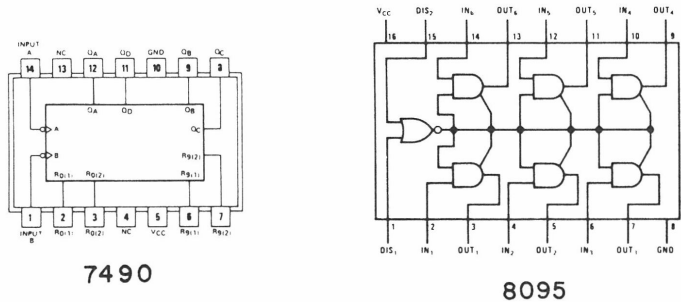 INPUT
A NC QA QD GND QB QC
14 13 12 11 10 9 8
QA QD QB
A QC
B R9(2)
R0(1) R0(2) R9(1)
1 2 3 4 5 6 7
INPUT
B R0(1) R0(2) NC VCC R9(1) R9(2)
7490
VCC DIS2 IN6 OUT6 IN5 OUT5 IN4 OUT4
16 15 14 13 12 11 10 9
1 2 3 4 5 6 7 8
DIS1 IN1 OUT1 IN2 OUT2 IN3 OUT1 GND
8095